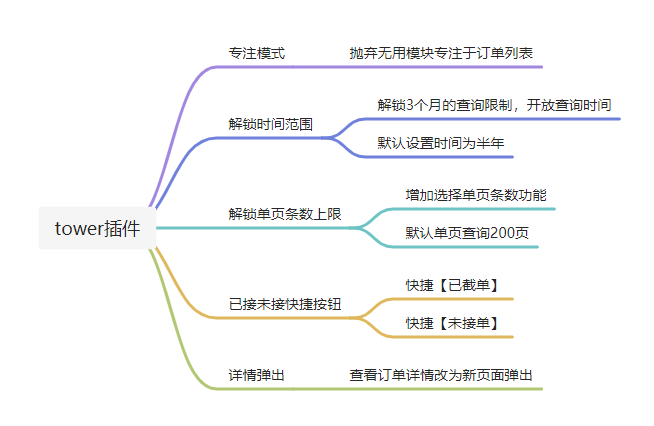 tower插件
专注模式
抛弃无用模块专注于订单列表
解锁时间范围
解锁3个月的查询限制，开放查询时间
默认设置时间为半年
解锁单页条数上限
增加选择单页条数功能
默认单页查询200页
已接未接快捷按钮
快捷【已截单】
快捷【未接单】
详情弹出
查看订单详情改为新页面弹出